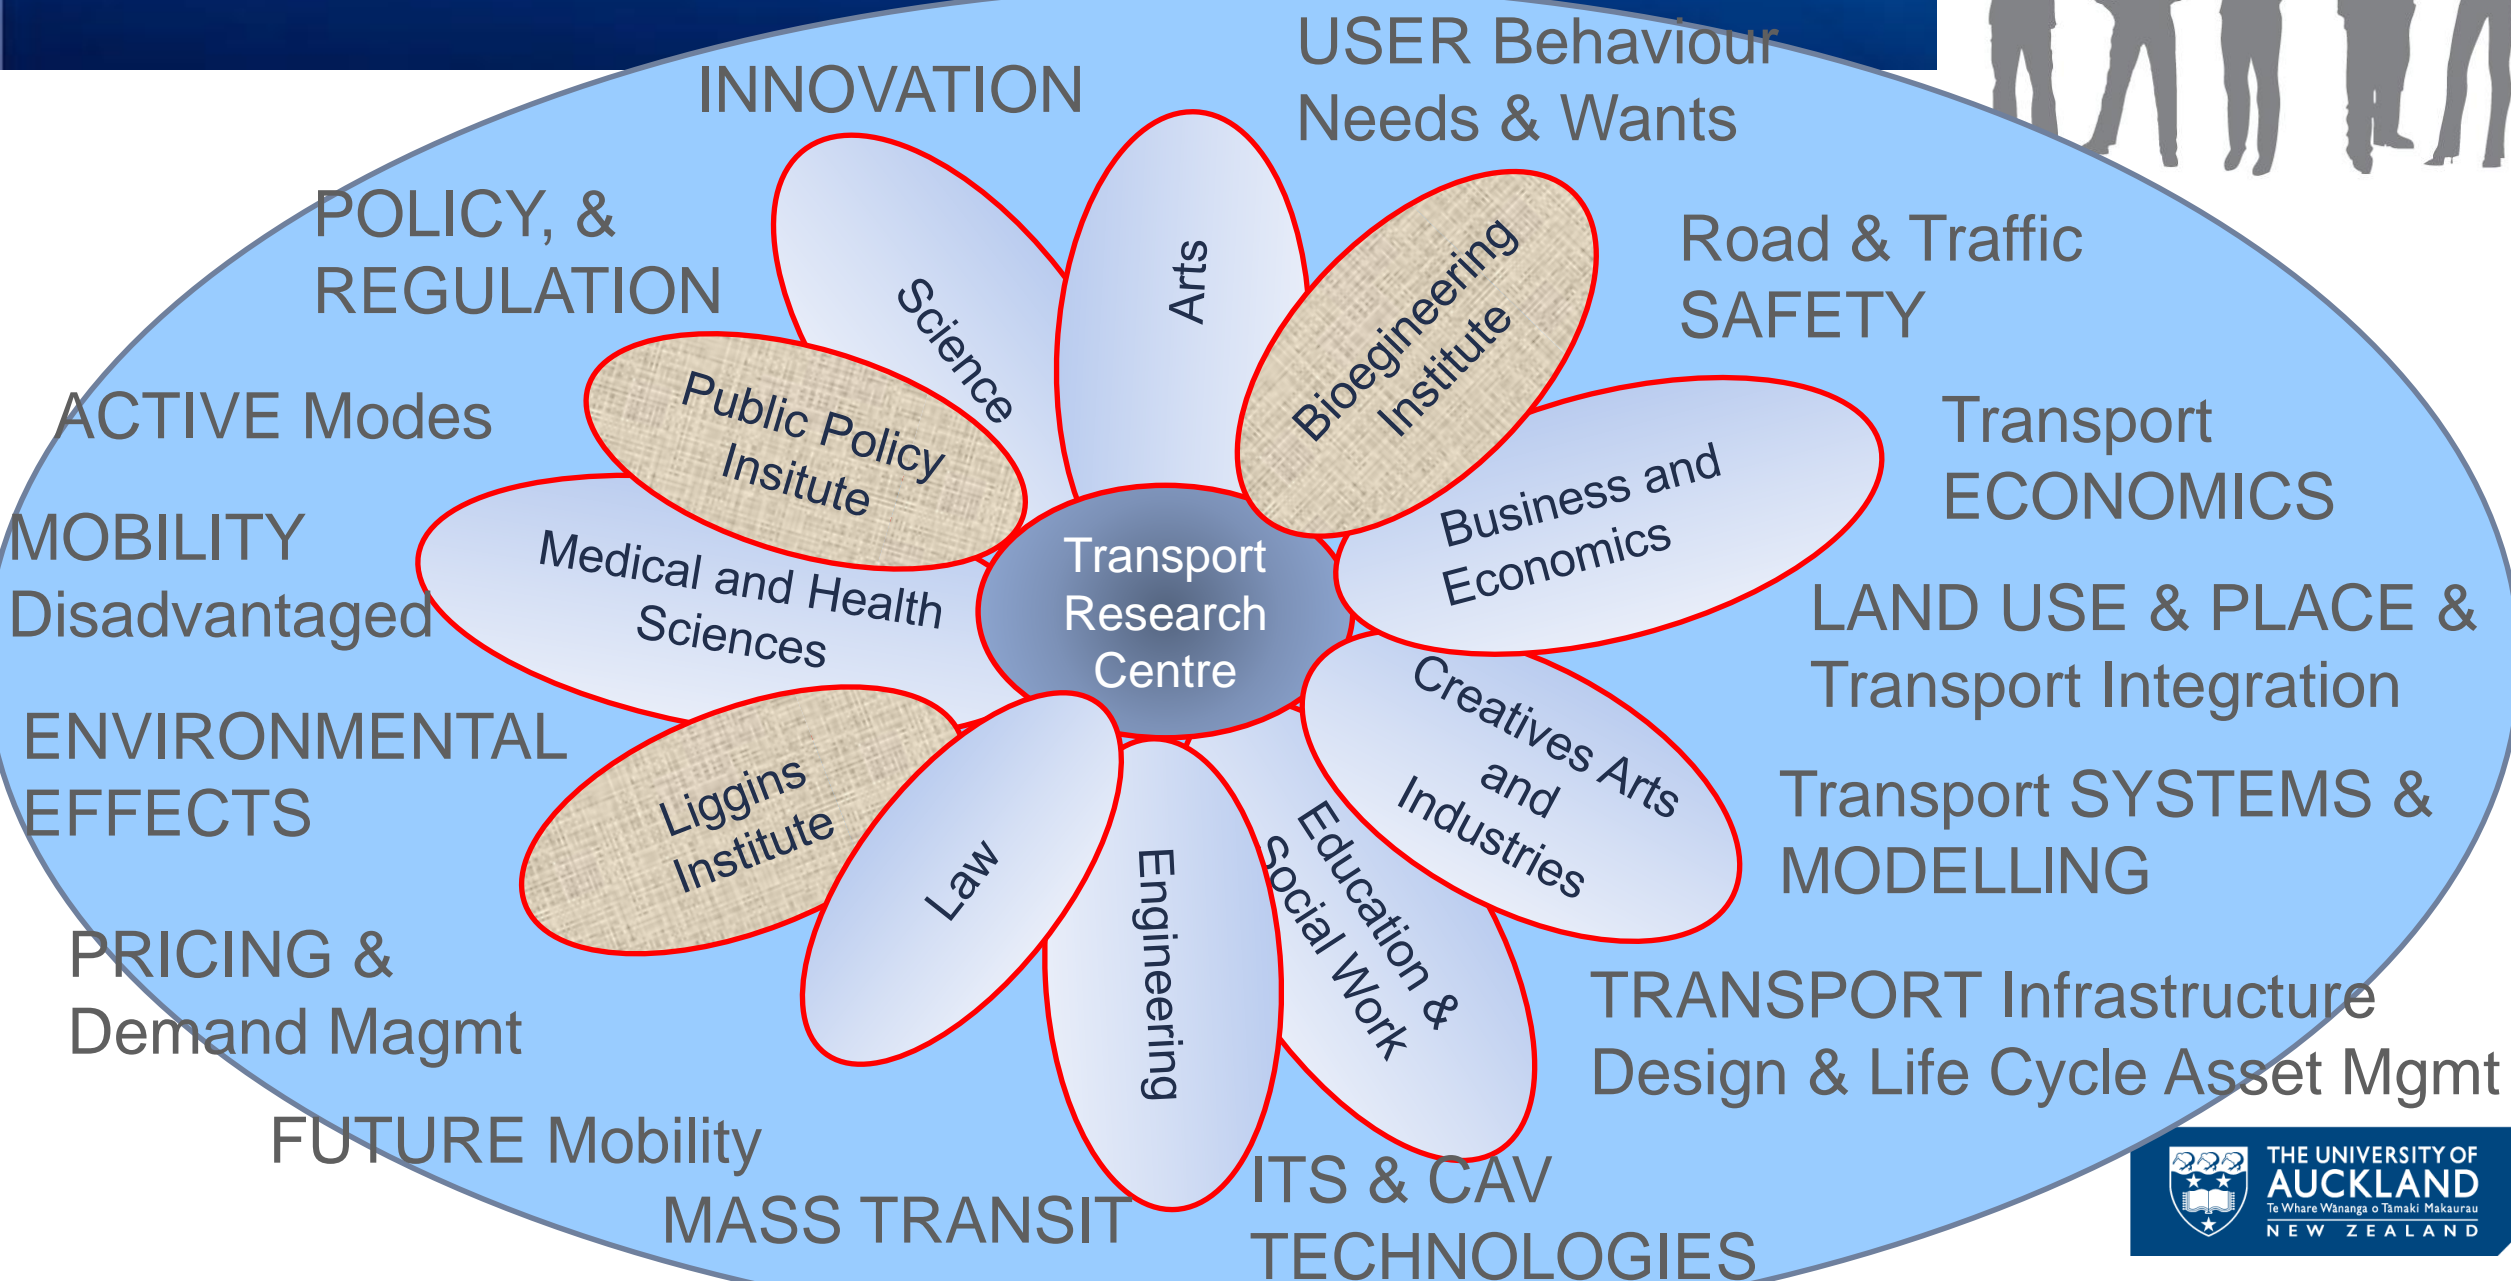 INNOVATION
USER Behaviour
Needs & Wants
POLICY, &
REGULATION
Road & Traffic
SAFETY
ACTIVE Modes
Transport
ECONOMICS
MOBILITY
Disadvantaged
LAND USE & PLACE &
Transport Integration
ENVIRONMENTAL
EFFECTS
Transport SYSTEMS &
MODELLING
PRICING &
Demand Magmt
TRANSPORT Infrastructure
Design & Life Cycle Asset Mgmt
FUTURE Mobility
MASS TRANSIT
ITS & CAV
TECHNOLOGIES
Science
Arts
Bioegineering
Institute
Public Policy
Insitute
Business and
Economics
Medical and Health
Sciences
Transport
Research
Centre
Creatives Arts
and
Industries
Liggins
Institute
Law
Engineering
Education &
Social Work
THE UNIVERSITY OF
AUCKLAND
Te Whare Wānanga o Tāmaki Makaurau
NEW ZEALAND